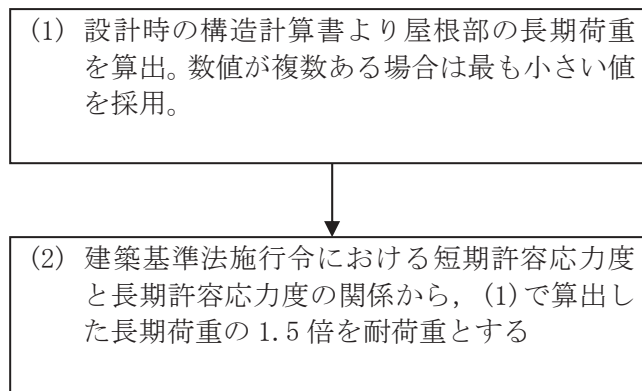 (1) 設計時の構造計算書より屋根部の長期荷重
を算出。数値が複数ある場合は最も小さい値
を採用。
(2) 建築基準法施行令における短期許容応力度
と長期許容応力度の関係から，(1)で算出し
た長期荷重の 1.5 倍を耐荷重とする